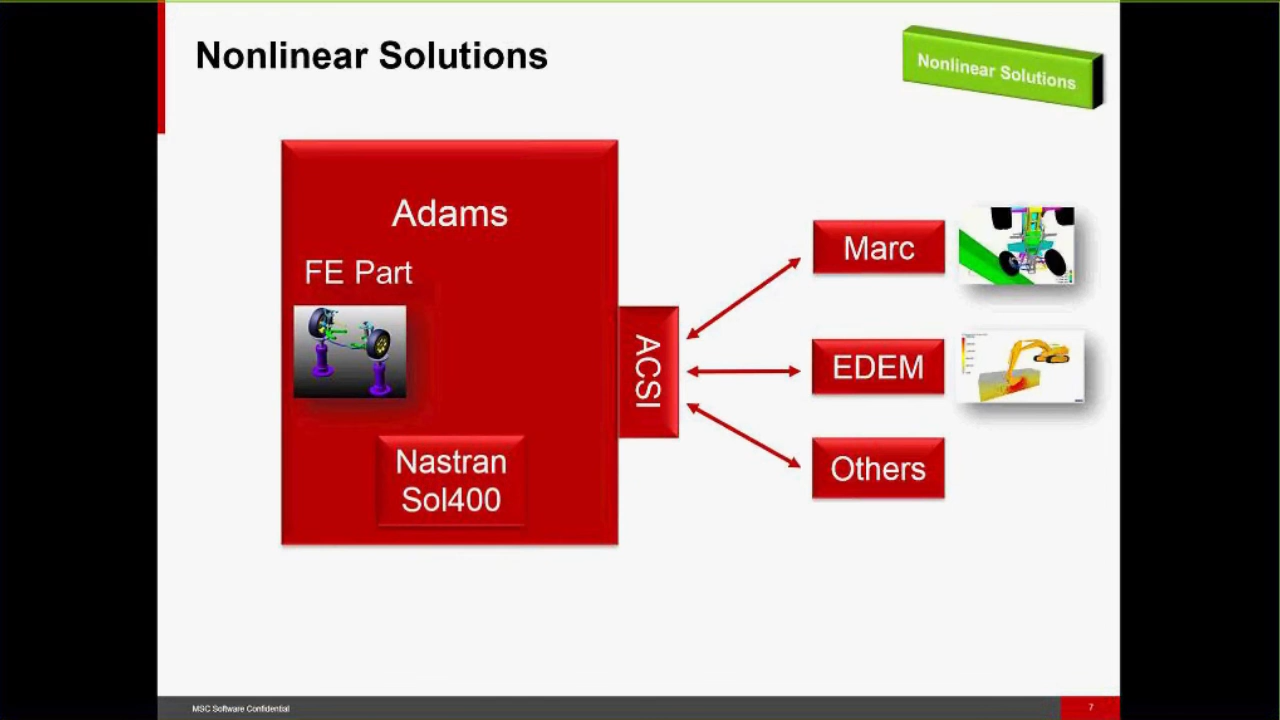 Nonlinear Solutions
Nonlinear Solutions
Adams
FE Part
Nastran
Sol400
ACSI
Marc
EDEM
Others
MSC Software Confidential
7